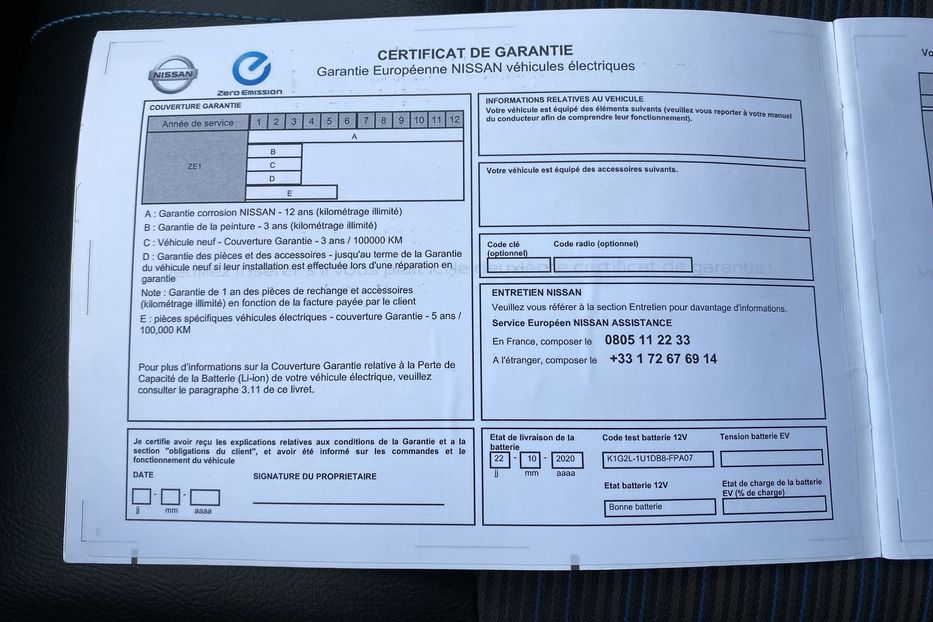 NISSAN
Zero Emission
CERTIFICAT DE GARANTIE
Garantie Européenne NISSAN véhicules électriques
COUVERTURE GARANTIE
Année de service 1 2 3 4 5 6 7 8 9 10 11 12
ZE1
A
B
C
D
E
A : Garantie corrosion NISSAN - 12 ans (kilométrage illimité)
B : Garantie de la peinture - 3 ans (kilométrage illimité)
C : Véhicule neuf - Couverture Garantie - 3 ans / 100000 KM
D : Garantie des pièces et des accessoires - jusqu'au terme de la Garantie
du véhicule neuf si leur installation est effectuée lors d'une réparation en
garantie
Note : Garantie de 1 an des pièces de rechange et accessoires
(kilométrage illimité) en fonction de la facture payée par le client
E : pièces spécifiques véhicules électriques - couverture Garantie - 5 ans /
100,000 KM
Pour plus d'informations sur la Couverture Garantie relative à la Perte de
Capacité de la Batterie (Li-ion) de votre véhicule électrique, veuillez
consulter le paragraphe 3.11 de ce livret.
INFORMATIONS RELATIVES AU VEHICULE
Votre véhicule est équipé des éléments suivants (veuillez vous reporter à votre manuel
du conducteur afin de comprendre leur fonctionnement).
Votre véhicule est équipé des accessoires suivants.
Code clé
(optionnel)
Code radio (optionnel)
ENTRETIEN NISSAN
Veuillez vous référer à la section Entretien pour davantage d'informations.
Service Européen NISSAN ASSISTANCE
En France, composer le 0805 11 22 33
A l'étranger, composer le +33 1 72 67 69 14
Je certifie avoir reçu les explications relatives aux conditions de la Garantie et a la
section "obligations du client", et avoir été informé sur les commandes et le
fonctionnement du véhicule
DATE
SIGNATURE DU PROPRIETAIRE
jj mm aaaa
Etat de livraison de la
batterie
22 - 10 - 2020
jj mm aaaa
Code test batterie 12V
K1G2L-1U1DB8-FPA07
Tension batterie EV
Etat batterie 12V
Bonne batterie
Etat de charge de la batterie
EV (% de charge)